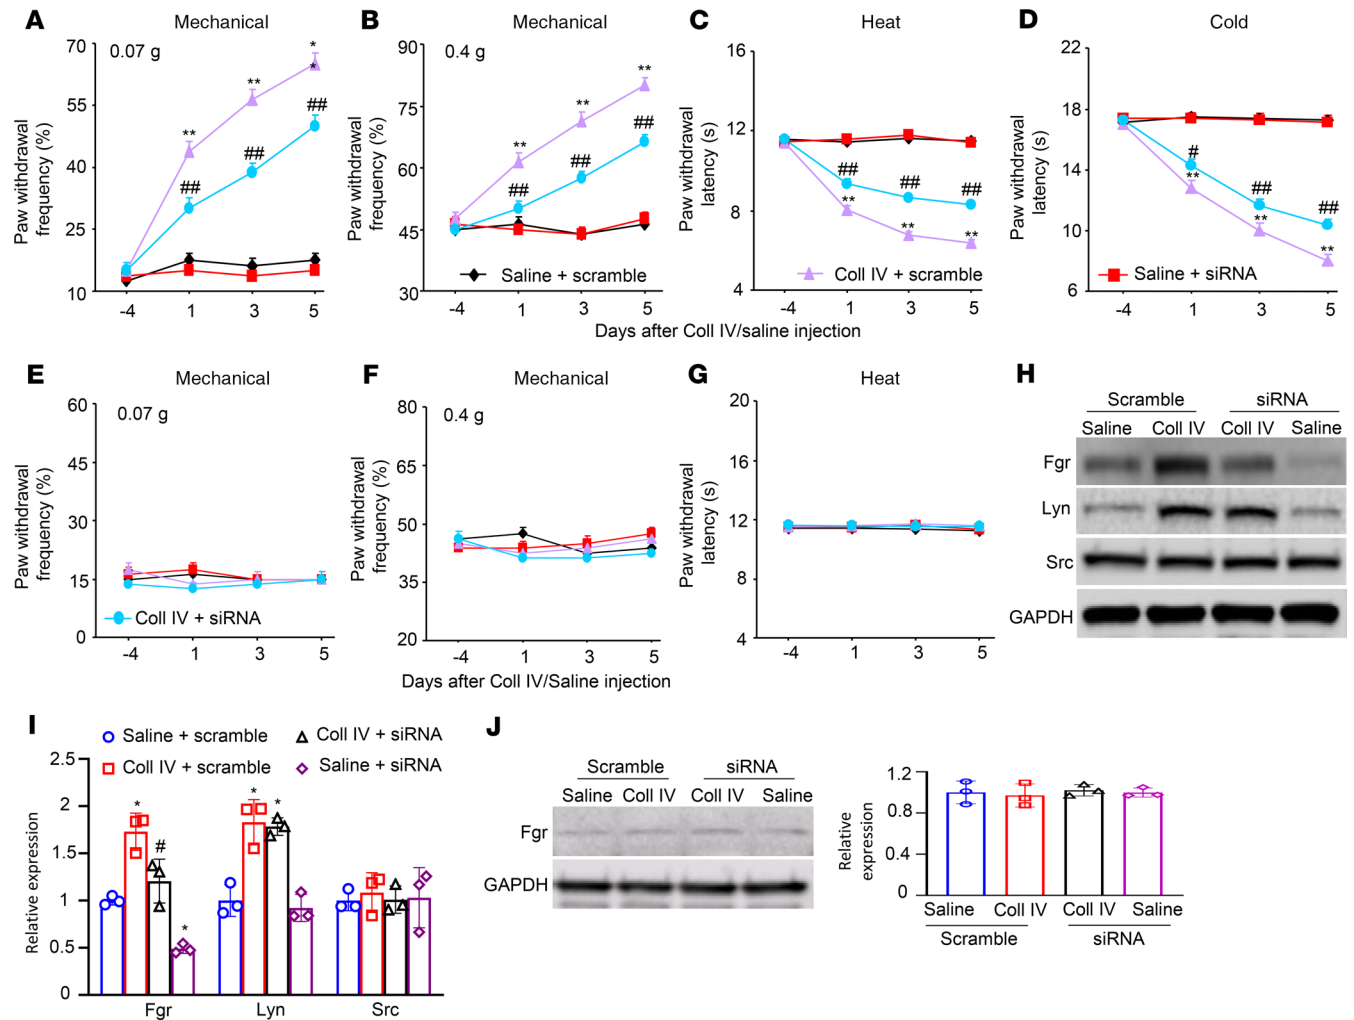 A Mechanical
0.07 g
Paw withdrawal
frequency (%)
70
55
40
25
10
-4 1 3 5
** ** * *
## ## ##
B Mechanical
0.4 g
Paw withdrawal
frequency (%)
90
75
60
45
30
-4 1 3 5
** ** **
## ## ##
Saline + scramble
C Heat
Paw withdrawal
latency (s)
16
12
8
4
-4 1 3 5
## ## ##
** ** **
Coll IV + scramble
D Cold
Paw withdrawal
latency (s)
22
18
14
10
6
-4 1 3 5
# ## ##
** ** **
Saline + siRNA
Days after Coll IV/saline injection
E Mechanical
0.07 g
Paw withdrawal
frequency (%)
60
45
30
15
0
-4 1 3 5
Coll IV + siRNA
F Mechanical
0.4 g
Paw withdrawal
frequency (%)
80
65
50
35
20
-4 1 3 5
G Heat
Paw withdrawal
latency (s)
20
16
12
8
4
-4 1 3 5
Days after Coll IV/Saline injection
H
Scramble siRNA
Saline Coll IV Coll IV Saline
Fgr
Lyn
Src
GAPDH
I
Saline + scramble
Coll IV + siRNA
Coll IV + scramble
Saline + siRNA
Relative expression
2.5
2
1.5
1
0.5
0
* # *
* *
Fgr Lyn Src
J
Scramble siRNA
Saline Coll IV Coll IV Saline
Fgr
GAPDH
Relative
expression
1.2
0.8
0.4
0
Saline Coll IV Coll IV Saline
Scramble siRNA